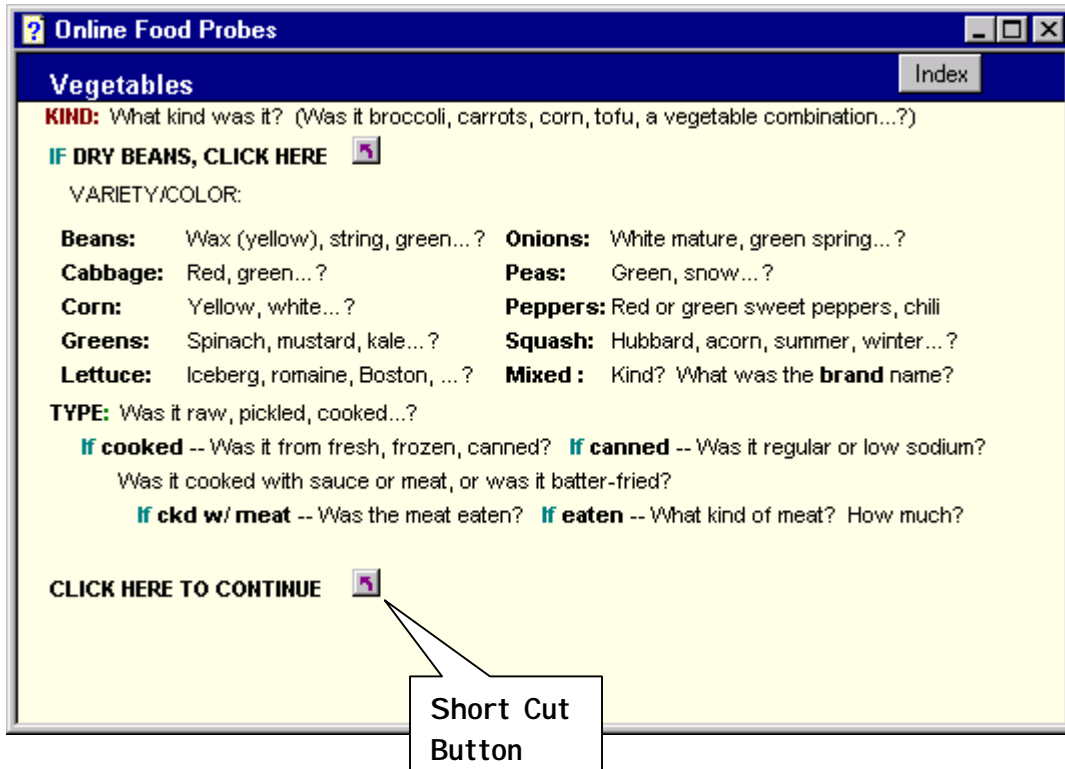 Online Food Probes
Vegetables
Index
KIND: What kind was it? (Was it broccoli, carrots, corn, tofu, a vegetable combination...?)
IF DRY BEANS, CLICK HERE
VARIETY/COLOR:
Beans: Wax (yellow), string, green...? Onions: White mature, green spring...?
Cabbage: Red, green...? Peas: Green, snow...?
Corn: Yellow, white...? Peppers: Red or green sweet peppers, chili
Greens: Spinach, mustard, kale...? Squash: Hubbard, acorn, summer, winter...?
Lettuce: Iceberg, romaine, Boston, ...? Mixed : Kind? What was the brand name?
TYPE: Was it raw, pickled, cooked...?
If cooked -- Was it from fresh, frozen, canned? If canned -- Was it regular or low sodium?
Was it cooked with sauce or meat, or was it batter-fried?
If ckd w/ meat -- Was the meat eaten? If eaten -- What kind of meat? How much?
CLICK HERE TO CONTINUE
Short Cut
Button